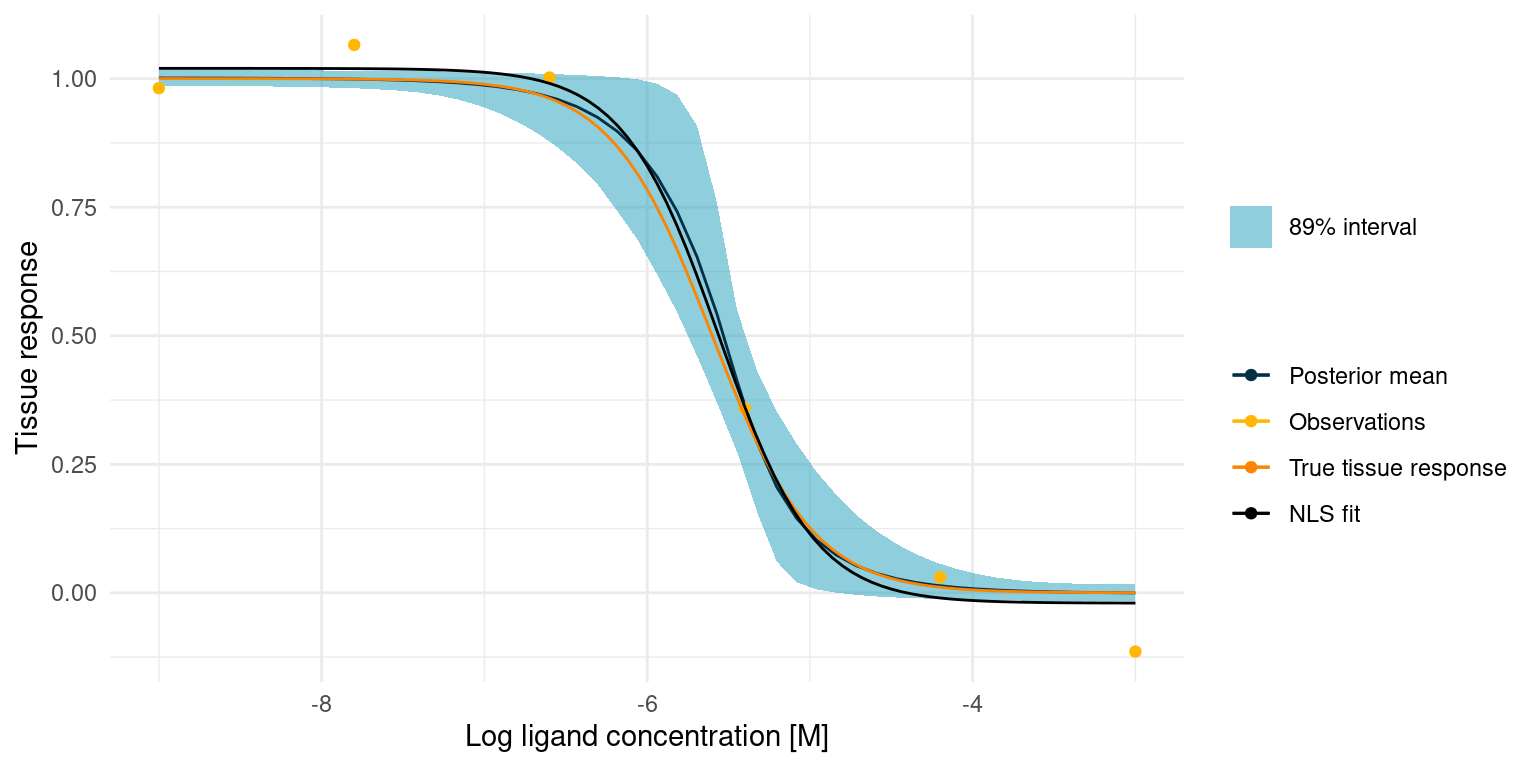 1.00
0.75
0.50
0.25
0.00
Tissue response
-8
-6
-4
Log ligand concentration [M]
89% interval
Posterior mean
Observations
True tissue response
NLS fit